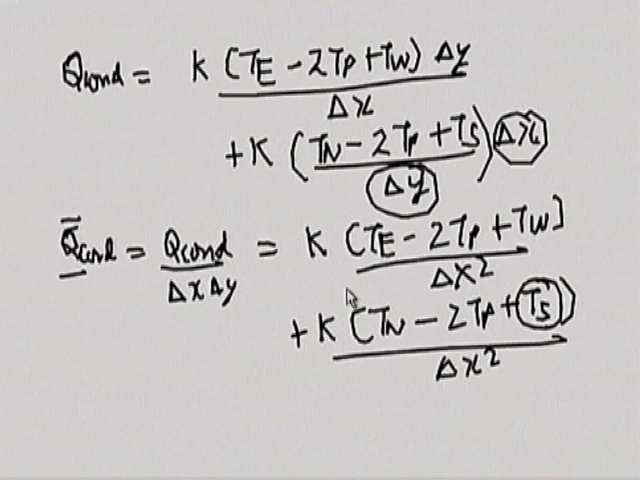 Qcond = K (TE - 2TP + TW) Δy
Δx
+ K (TN - 2TP + TS) Δx
Δy
Q̄cond = Qcond = K [TE - 2TP + TW]
ΔxΔy Δx²
+ K [TN - 2TP + TS)
Δx²